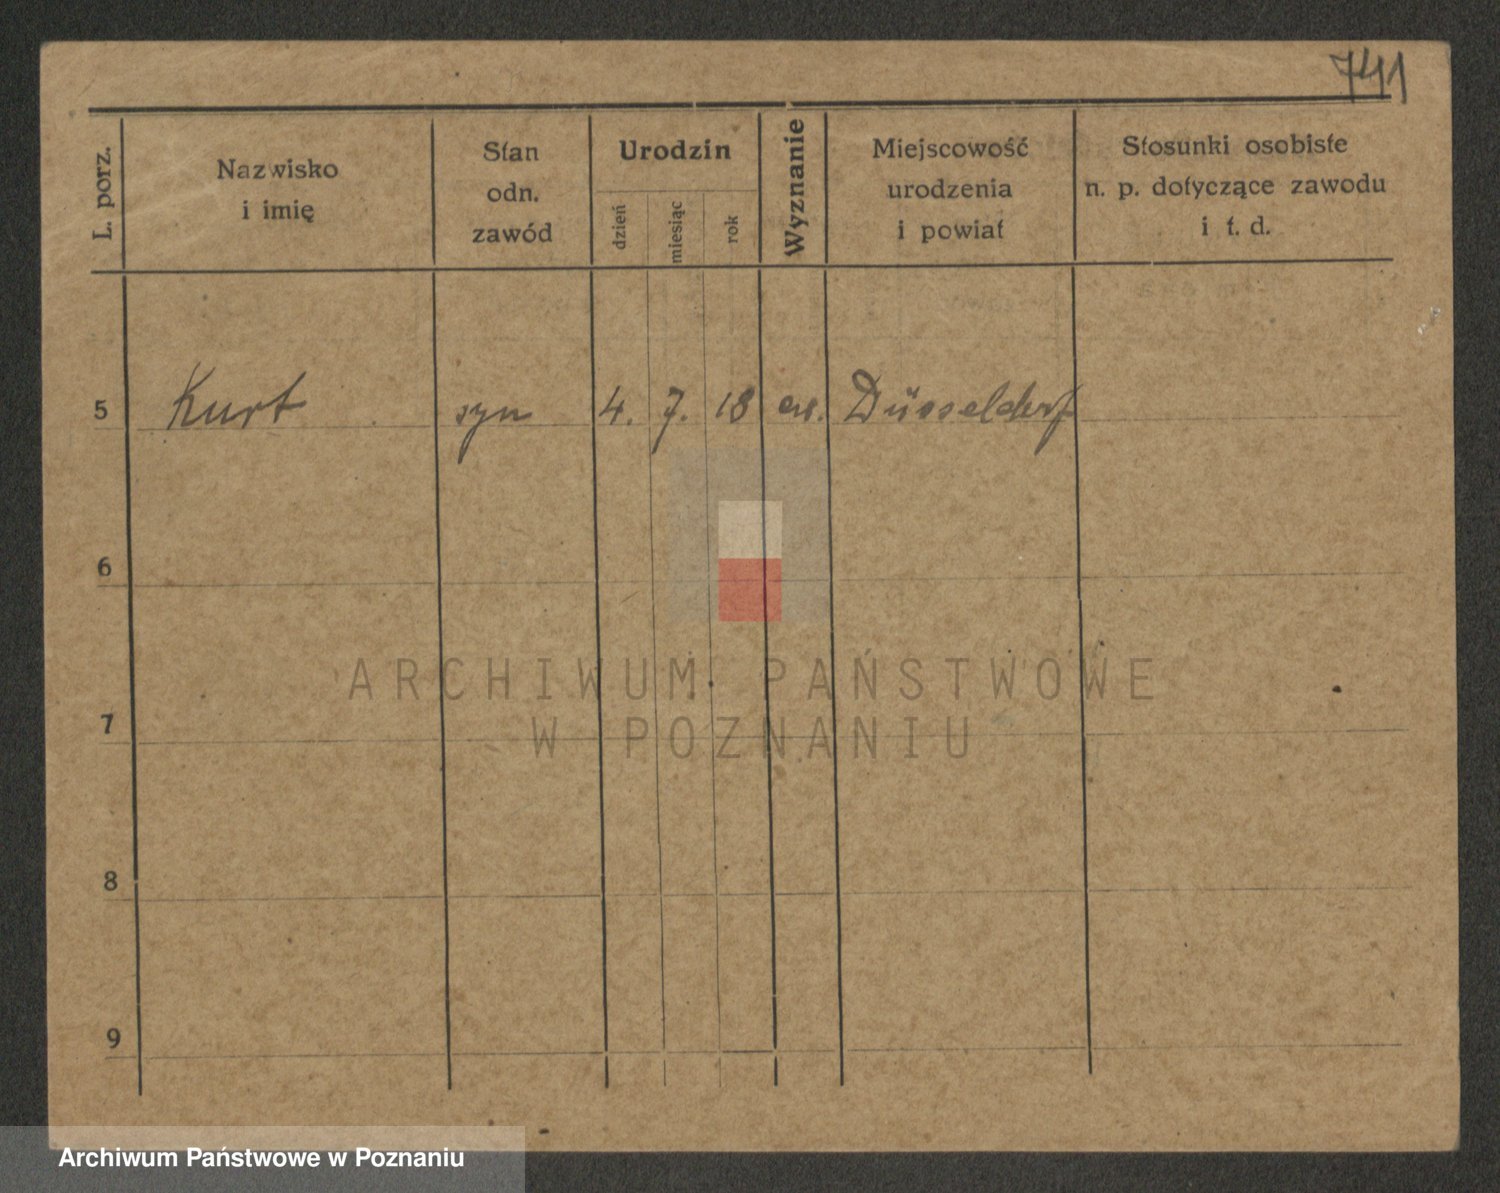 741
L. porz.
Nazwisko
i imię
Stan
odn.
zawód
Urodzin
dzień
miesiąc
rok
Wyznanie
Miejscowość
urodzenia
i powiat
Stosunki osobiste
n. p. dotyczące zawodu
i t. d.
5 Kurt syn 4. 7. 18 Düsseldorf
6
7
8
9
ARCHIWUM PAŃSTWOWE
W POZNANIU
Archiwum Państwowe w Poznaniu